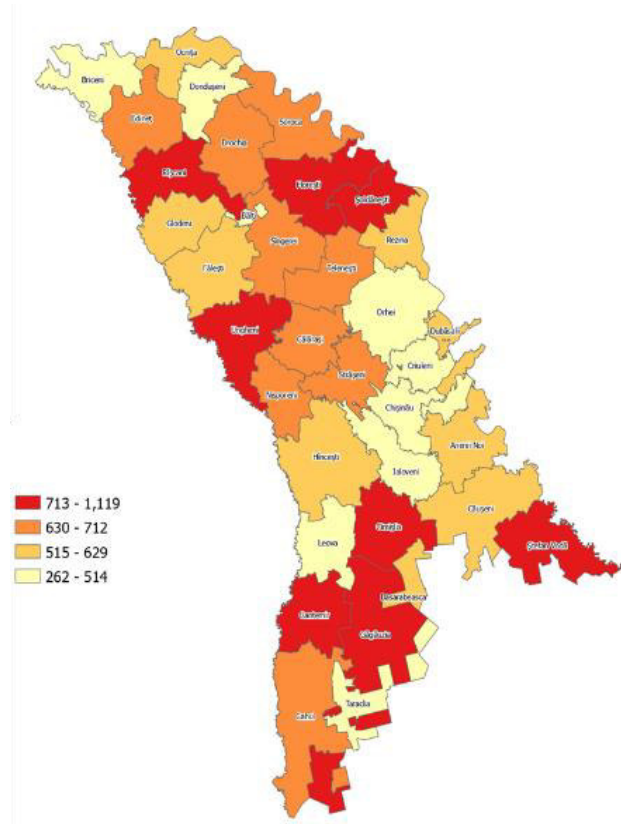 Ocnița
Briceni
Dondușeni
Edineț
Soroca
Drochia
Rîșcani
Florești
Șoldănești
Glodeni
Bălți
Sîngerei
Rezina
Telenești
Fălești
Orhei
Ungheni
Dubăsari
Călărași
Criuleni
Strășeni
Nisporeni
Chișinău
Anenii Noi
Hîncești
Ialoveni
Căușeni
Cimișlia
Leova
Ștefan Vodă
Basarabeasca
Cantemir
Găgăuzia
Taraclia
Cahul
713 - 1,119
630 - 712
515 - 629
262 - 514